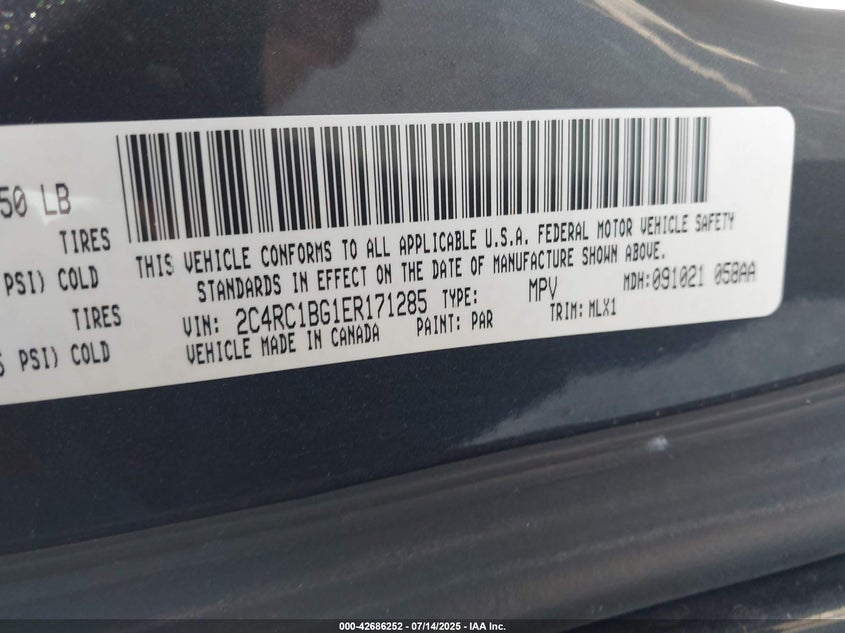 50 LB
TIRES
PSI) COLD
TIRES
PSI) COLD
THIS VEHICLE CONFORMS TO ALL APPLICABLE U.S.A. FEDERAL MOTOR VEHICLE SAFETY
STANDARDS IN EFFECT ON THE DATE OF MANUFACTURE SHOWN ABOVE.
VIN: 2C4RC1BG1ER171285 TYPE: MPV MDH:091021 058AA
VEHICLE MADE IN CANADA PAINT: PAR TRIM: MLX1
000-42686252 - 07/14/2025 - IAA Inc.